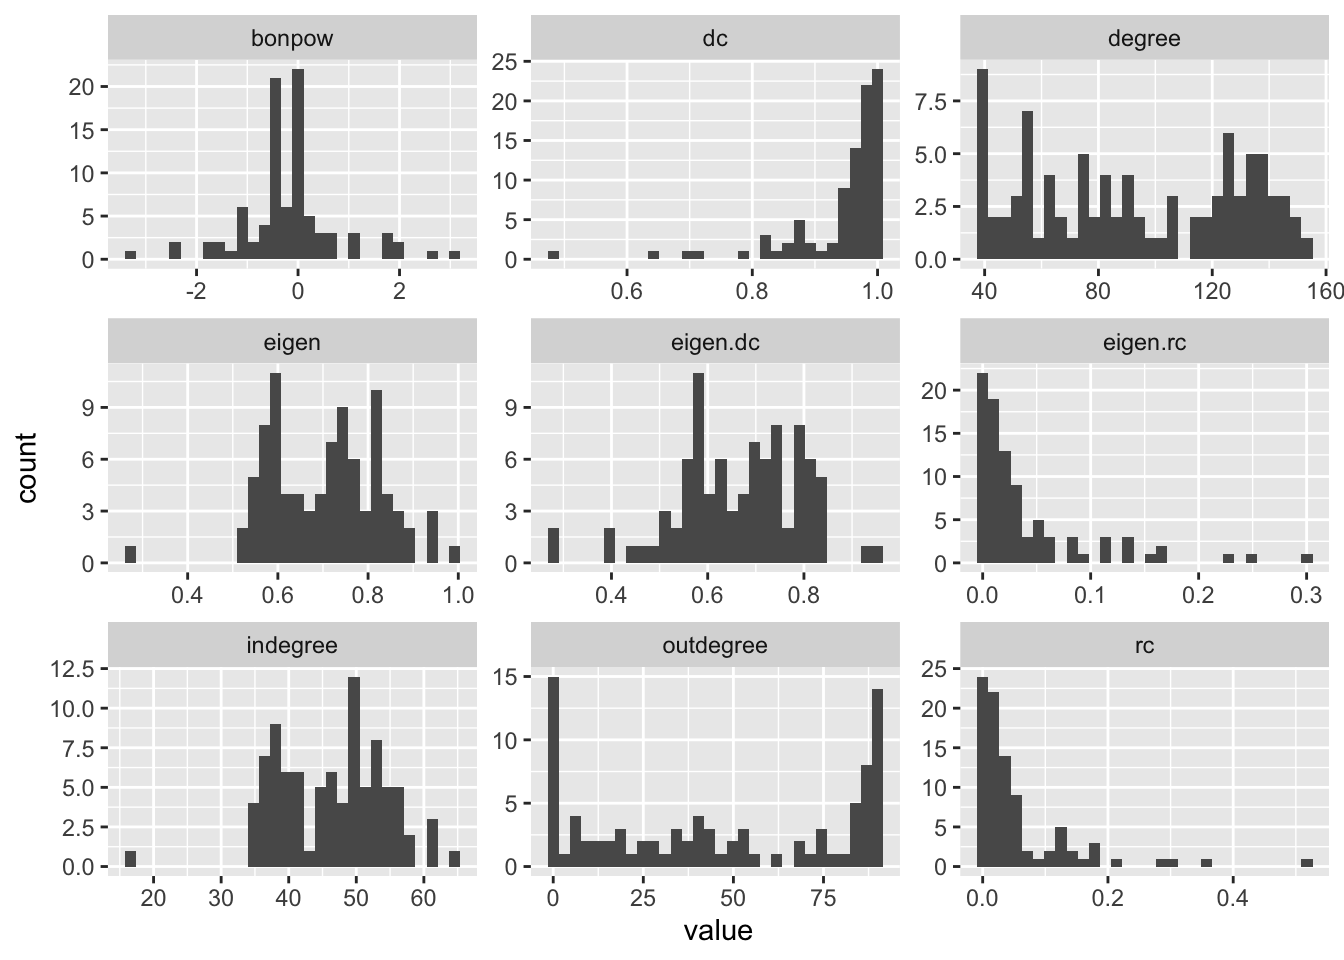 bonpow
dc
degree
20
15
10
5
0
-2 0 2
25
20
15
10
5
0
0.6 0.8 1.0
7.5
5.0
2.5
0.0
40 80 120 160
eigen
eigen.dc
eigen.rc
9
6
3
0
0.4 0.6 0.8 1.0
9
6
3
0
0.4 0.6 0.8
20
15
10
5
0
0.0 0.1 0.2 0.3
count
indegree
outdegree
rc
12.5
10.0
7.5
5.0
2.5
0.0
20 30 40 50 60
15
10
5
0
0 25 50 75
25
20
15
10
5
0
0.0 0.2 0.4
value